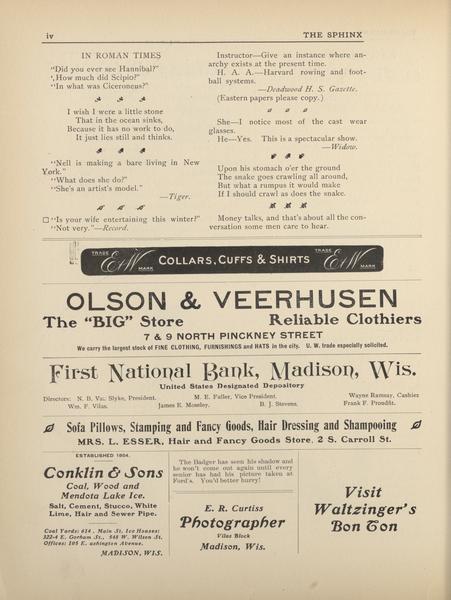 iv
THE SPHINX
IN ROMAN TIMES
"Did you ever see Hannibal?"
"How much did Scipio?"
"In what was Ciceroneus?"
I wish I were a little stone
That in the ocean sinks,
Because it has no work to do,
It just lies still and thinks.
"Nell is making a bare living in New
York."
"What does she do?"
"She's an artist's model."
—Tiger.
"Is your wife entertaining this winter?"
"Not very."—Record.
Instructor—Give an instance where an-
archy exists at the present time.
H. A. A.—Harvard rowing and foot-
ball systems.
—Deadwood H. S. Gazette.
(Eastern papers please copy.)
She—I notice most of the cast wear
glasses.
He—Yes. This is a spectacular show.
—Widow.
Upon his stomach o'er the ground
The snake goes crawling all around,
But what a rumpus it would make
If I should crawl as does the snake.
Money talks, and that's about all the con-
versation some men care to hear.
TRADE E & W MARK
COLLARS, CUFFS & SHIRTS
TRADE E & W MARK
OLSON & VEERHUSEN
The "BIG" Store
Reliable Clothiers
7 & 9 NORTH PINCKNEY STREET
We carry the largest stock of FINE CLOTHING, FURNISHINGS and HATS in the city. U. W. trade especially solicited.
First National Bank, Madison, Wis.
United States Designated Depository
Directors: N. B. Van Slyke, President. M. E. Fuller, Vice President. Wayne Ramsay, Cashier
Wm. F. Vilas. James E. Moseley. B. J. Stevens. Frank F. Proudfit.
Sofa Pillows, Stamping and Fancy Goods, Hair Dressing and Shampooing
MRS. L. ESSER, Hair and Fancy Goods Store. 2 S. Carroll St.
ESTABLISHED 1864.
Conklin & Sons
Coal, Wood and
Mendota Lake Ice.
Salt, Cement, Stucco, White
Lime, Hair and Sewer Pipe.
Coal Yards: 614 . Main St. Ice Houses:
322-4 E. Gorham St., 548 W. Wilson St.
Offices: 105 E. ashington Avenue.
MADISON, WIS.
The Badger has seen his shadow and
he won't come out again until every
senior has had his picture taken at
Ford's. You'd better hurry!
E. R. Curtiss
Photographer
Vilas Block
Madison, Wis.
Visit
Waltzinger's
Bon Ton